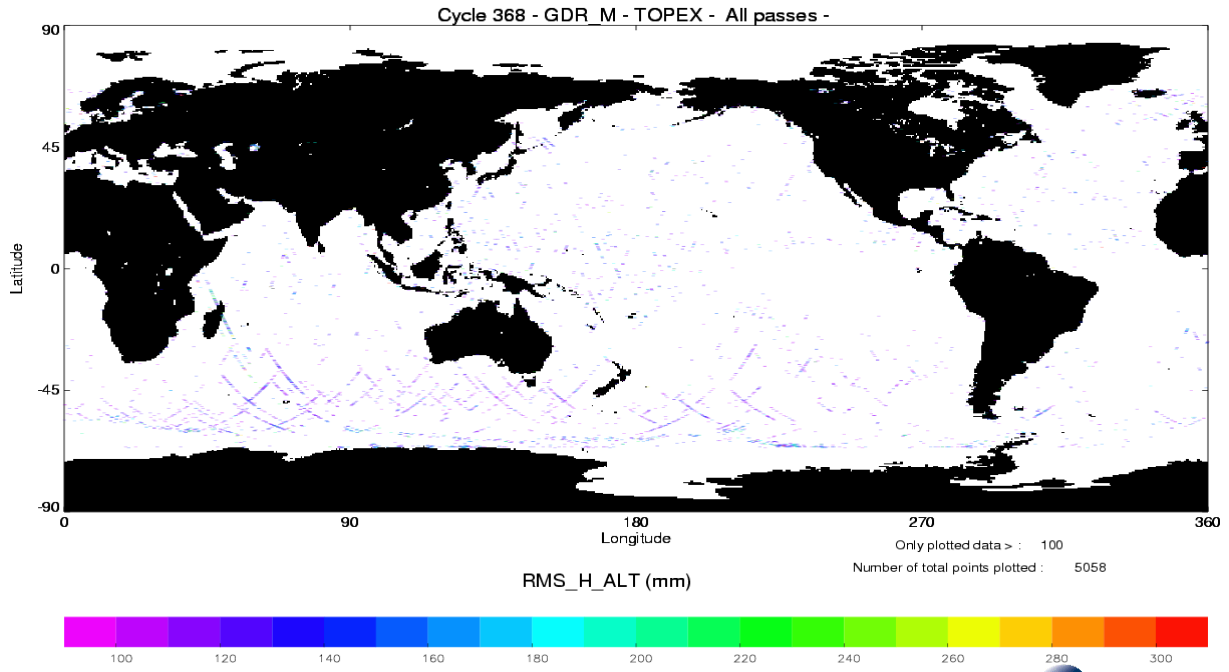 Cycle 368 - GDR_M - TOPEX - All passes -
90
45
0
-45
-90
Latitude
0 90 180 270 360
Longitude
Only plotted data > : 100
Number of total points plotted : 5058
RMS_H_ALT (mm)
100 120 140 160 180 200 220 240 260 280 300